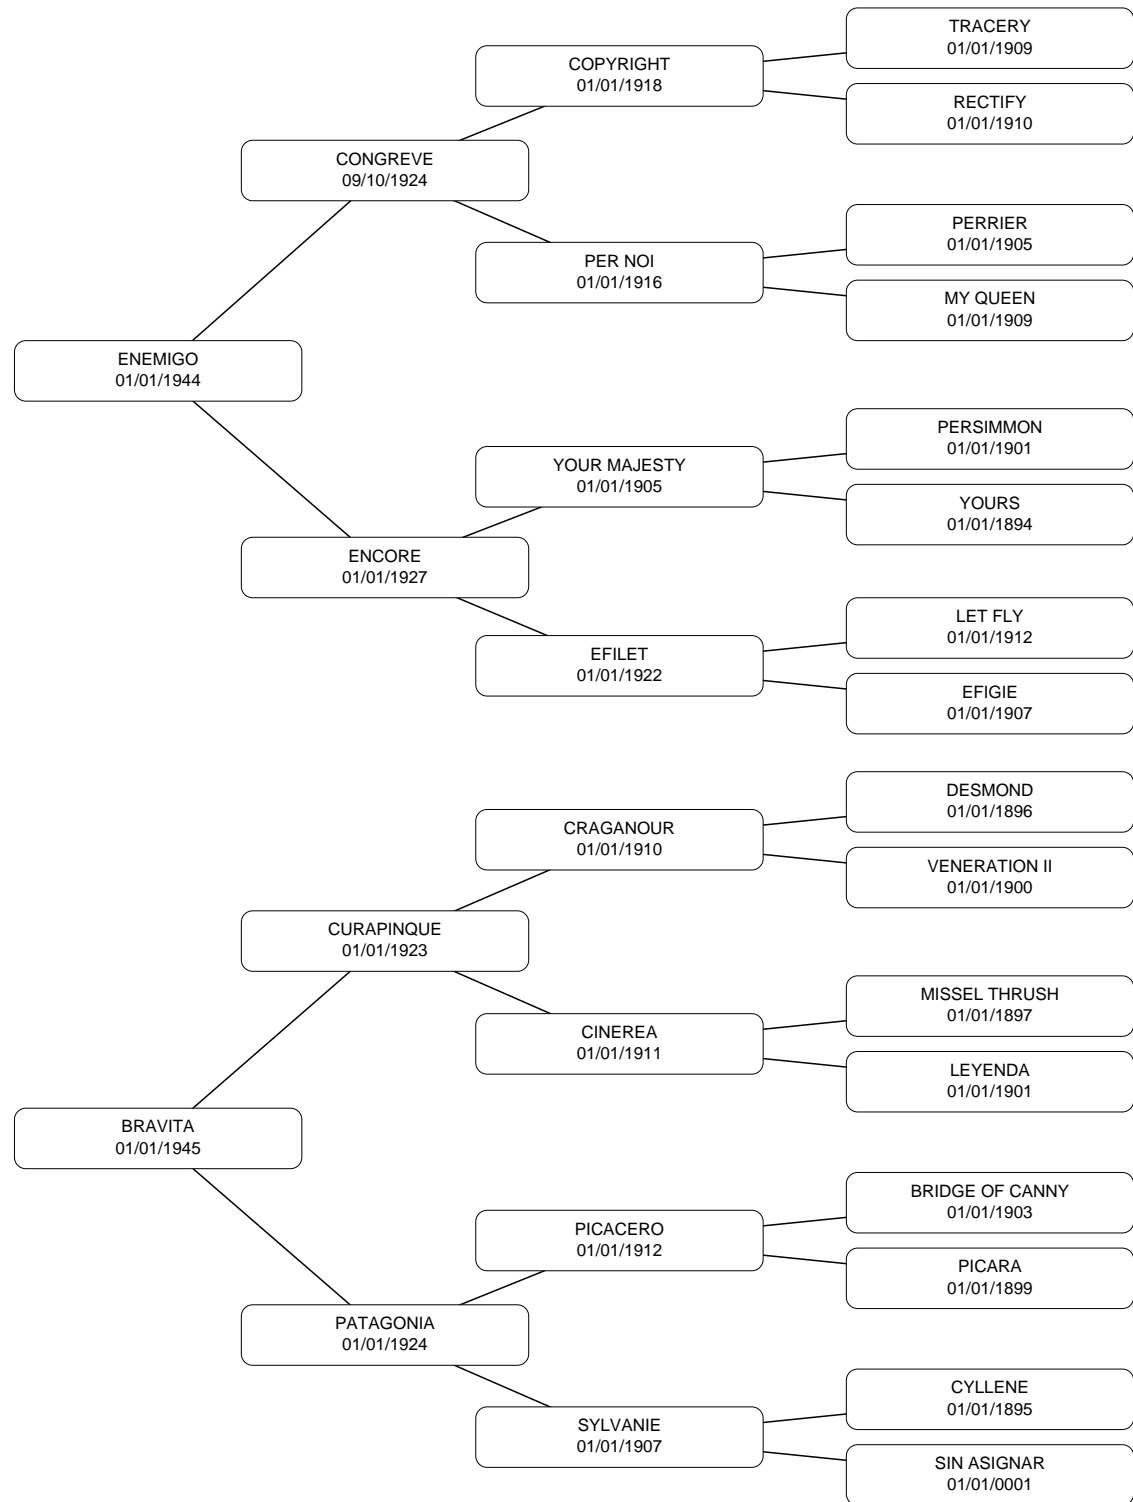 TRACERY
01/01/1909
COPYRIGHT
01/01/1918
RECTIFY
01/01/1910
CONGREVE
09/10/1924
PERRIER
01/01/1905
PER NOI
01/01/1916
MY QUEEN
01/01/1909
ENEMIGO
01/01/1944
PERSIMMON
01/01/1901
YOUR MAJESTY
01/01/1905
YOURS
01/01/1894
ENCORE
01/01/1927
LET FLY
01/01/1912
EFILET
01/01/1922
EFIGIE
01/01/1907
DESMOND
01/01/1896
CRAGANOUR
01/01/1910
VENERATION II
01/01/1900
CURAPINQUE
01/01/1923
MISSEL THRUSH
01/01/1897
CINEREA
01/01/1911
LEYENDA
01/01/1901
BRAVITA
01/01/1945
BRIDGE OF CANNY
01/01/1903
PICACERO
01/01/1912
PICARA
01/01/1899
PATAGONIA
01/01/1924
CYLLENE
01/01/1895
SYLVANIE
01/01/1907
SIN ASIGNAR
01/01/0001